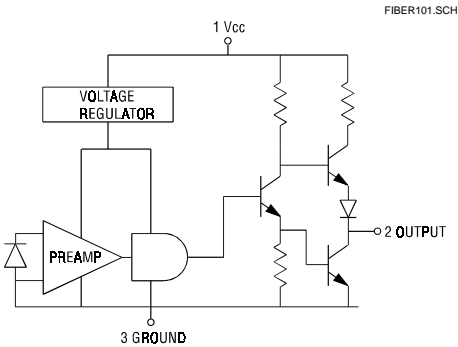 FIBER101.SCH
1 Vcc
VOLTAGE
REGULATOR
2 OUTPUT
PREAMP
3 GROUND